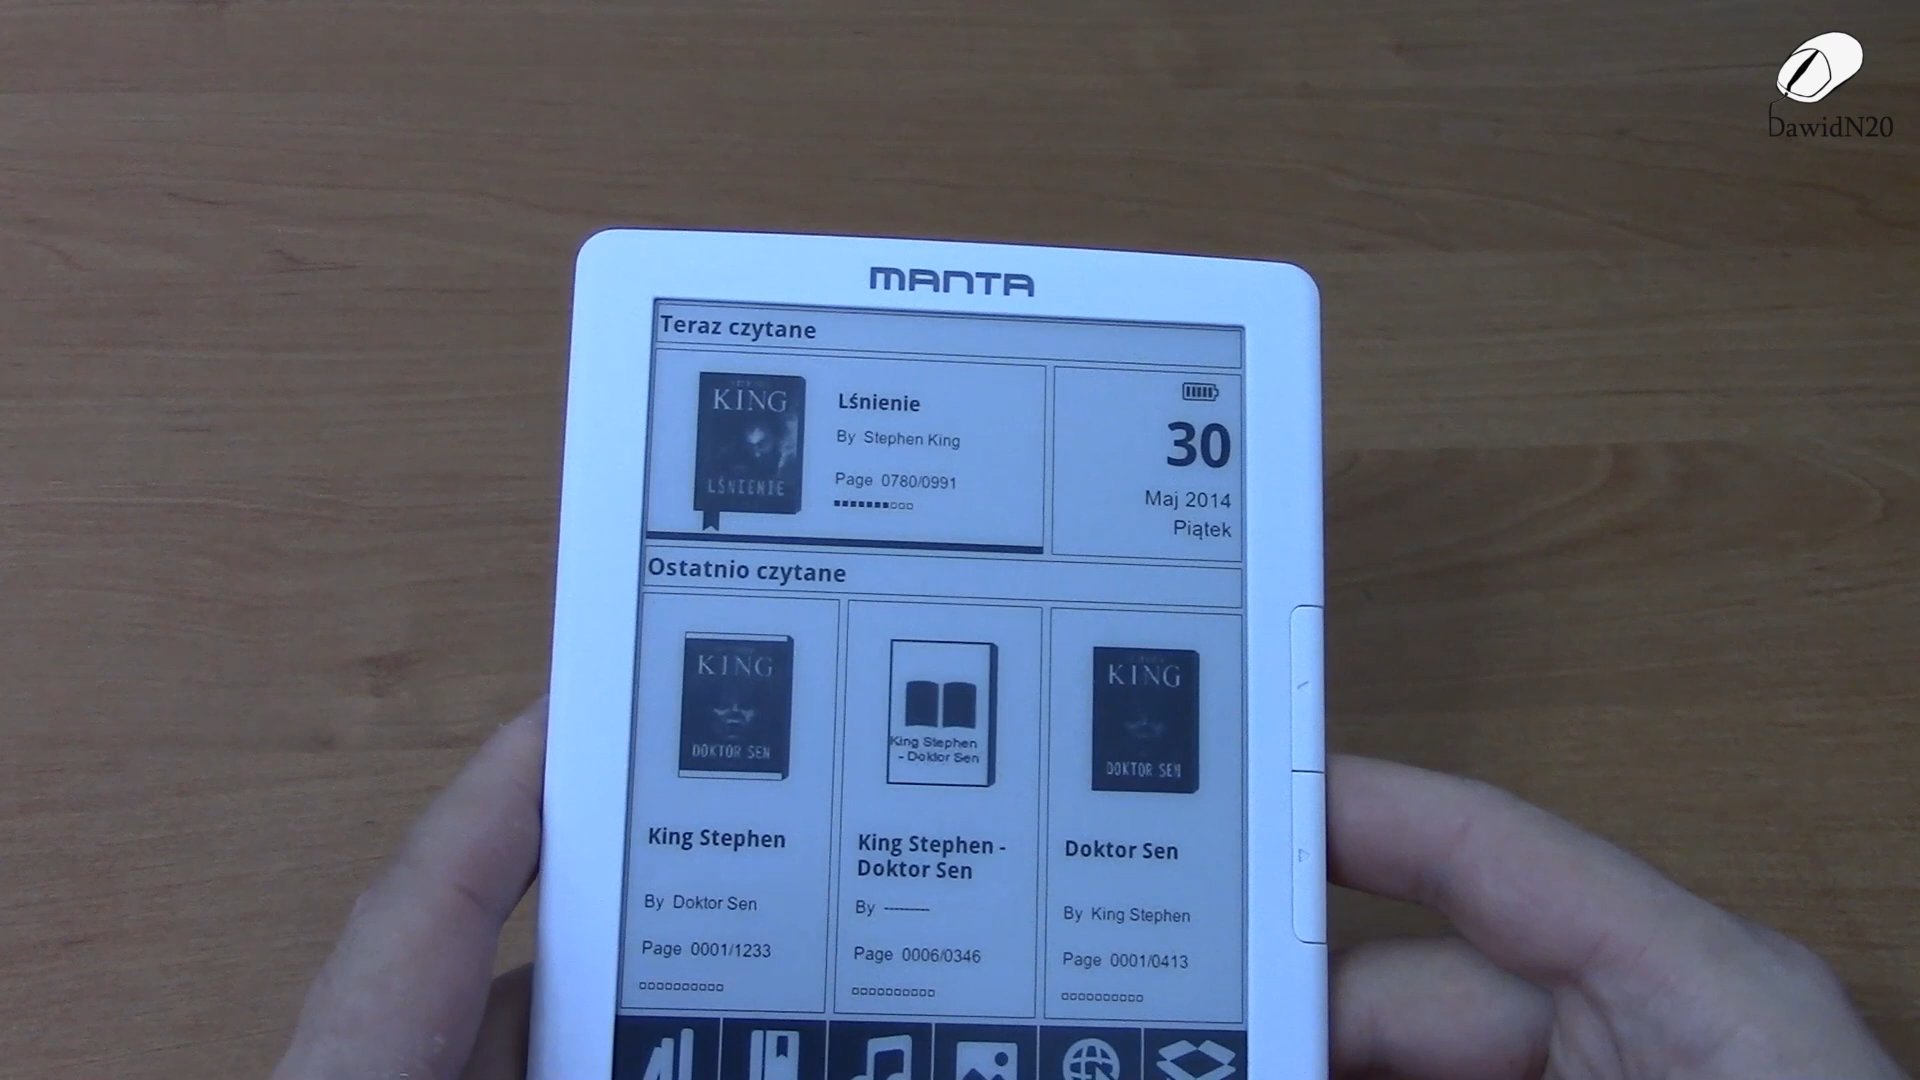 DawidN20
MANTA
Teraz czytane
KING
LŚNIENIE
Lśnienie
By Stephen King
Page 0780/0991
30
Maj 2014
Piątek
Ostatnio czytane
KING
DOKTOR SEN
King Stephen
By Doktor Sen
Page 0001/1233
King Stephen
- Doktor Sen
King Stephen -
Doktor Sen
By ---------
Page 0006/0346
KING
DOKTOR SEN
Doktor Sen
By King Stephen
Page 0001/0413